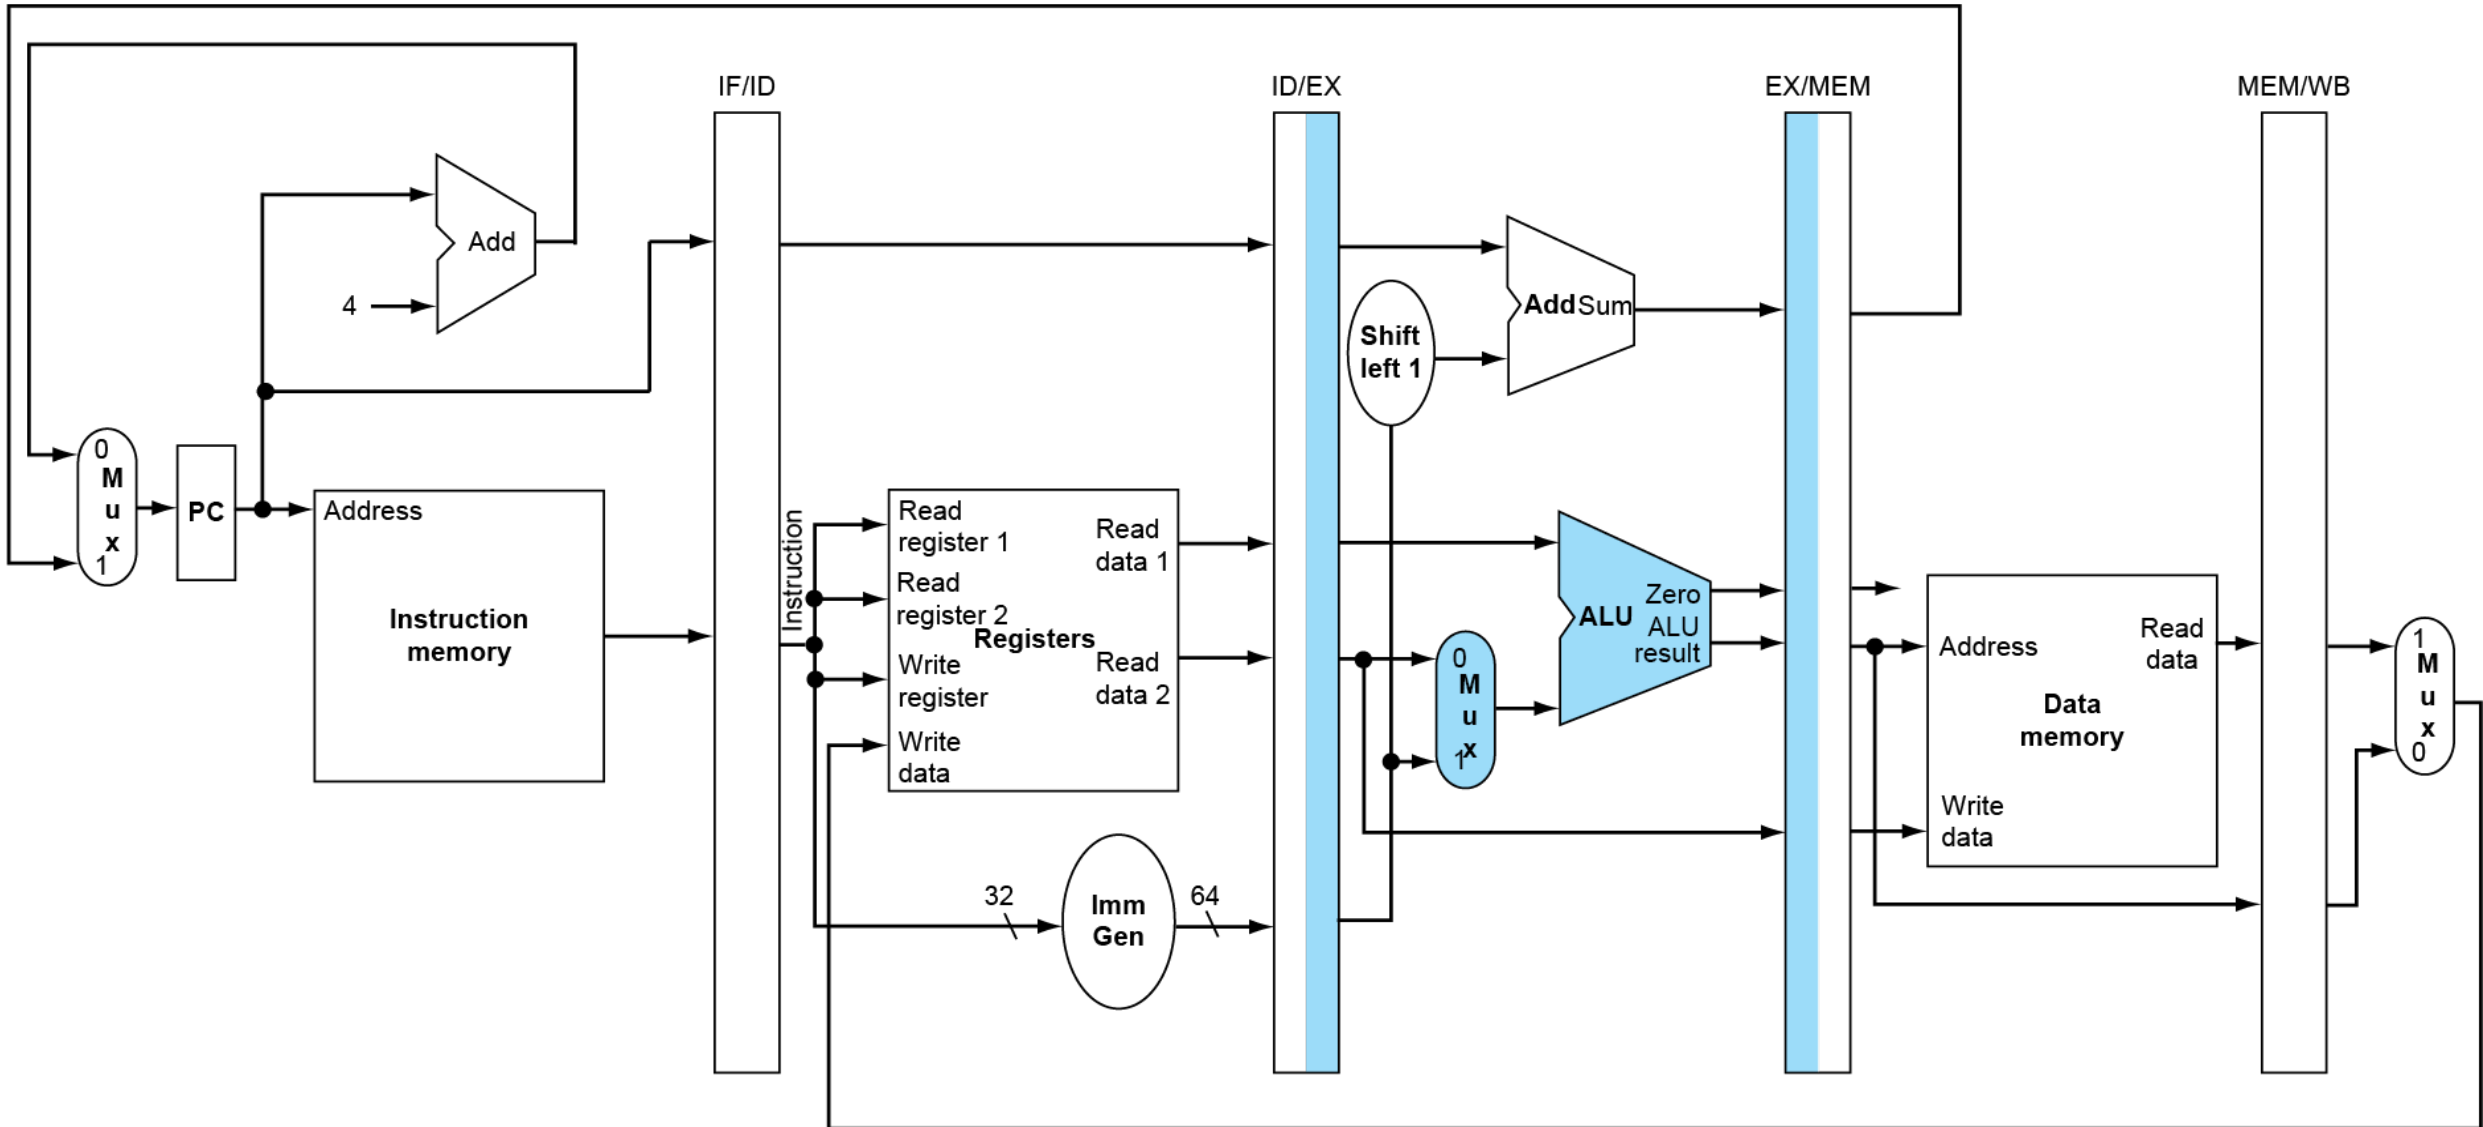 IF/ID
ID/EX
EX/MEM
MEM/WB
Add
4
Shift
left 1
Add Sum
0
M
u
x
1
PC
Address
Instruction
memory
Instruction
Read
register 1
Read
register 2
Write
register
Write
data
Registers
Read
data 1
Read
data 2
32
Imm
Gen
64
0
M
u
x
1
ALU
Zero
ALU
result
Address
Read
data
Data
memory
Write
data
1
M
u
x
0